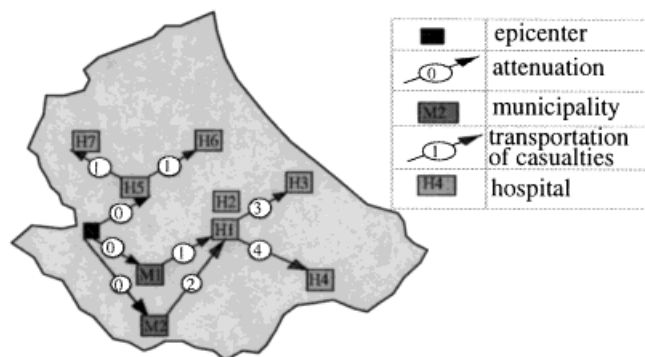 H7
H6
1
1
H5
H3
0
H2
3
H1
0
1
4
M1
H4
0
2
M2
epicenter
0
attenuation
M2
municipality
1
transportation
of casualties
H4
hospital